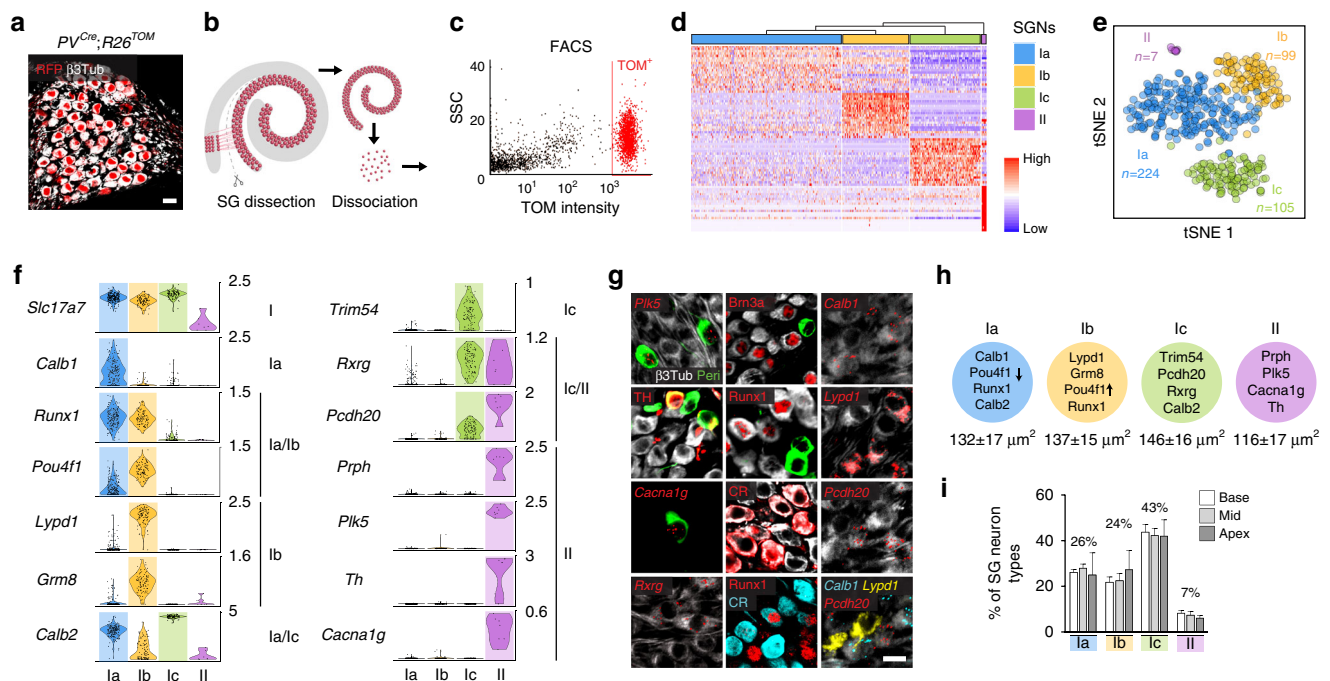 a
PV^Cre;R26^TOM
RFP β3Tub
b
SG dissection
Dissociation
c
FACS
TOM⁺
SSC
40
20
0
10¹
10²
10³
TOM intensity
d
SGNs
Ia
Ib
Ic
II
High
Low
e
II
n=7
Ib
n=99
Ia
n=224
Ic
n=105
tSNE 2
tSNE 1
f
Slc17a7
2.5
I
Calb1
2.5
Ia
Runx1
1.5
Ia/Ib
Pou4f1
1.5
Lypd1
2.5
Ib
Grm8
1.6
Calb2
5
Ia/Ic
Ia Ib Ic II
Trim54
1
Ic
Rxrg
1.2
Ic/II
Pcdh20
2
Prph
2.5
II
Plk5
2.5
Th
3
Cacna1g
0.6
Ia Ib Ic II
g
Plk5
β3Tub Peri
Brn3a
Calb1
TH
Runx1
Lypd1
Cacna1g
CR
Pcdh20
Rxrg
Runx1
CR
Calb1 Lypd1
Pcdh20
h
Ia
Calb1
Pou4f1↓
Runx1
Calb2
132±17 μm²
Ib
Lypd1
Grm8
Pou4f1↑
Runx1
137±15 μm²
Ic
Trim54
Pcdh20
Rxrg
Calb2
146±16 μm²
II
Prph
Plk5
Cacna1g
Th
116±17 μm²
i
% of SG neuron
types
60
40
20
0
26%
24%
43%
7%
Base
Mid
Apex
Ia
Ib
Ic
II